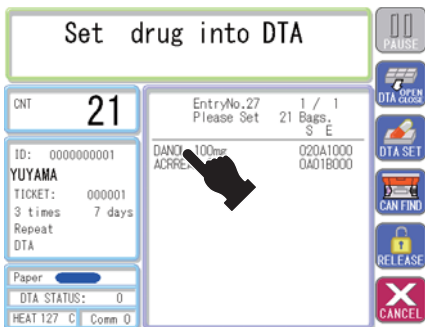 Set drug into DTA
PAUSE
DTA OPEN CLOSE
DTA SET
CAN FIND
RELEASE
CANCEL
CNT 21
ID: 0000000001
YUYAMA
TICKET: 000001
3 times 7 days
Repeat
DTA
Paper
DTA STATUS: 0
HEAT 127 C Comm 0
EntryNo.27 1 / 1
Please Set 21 Bags.
S E
100mg 020A1000
0A01B000